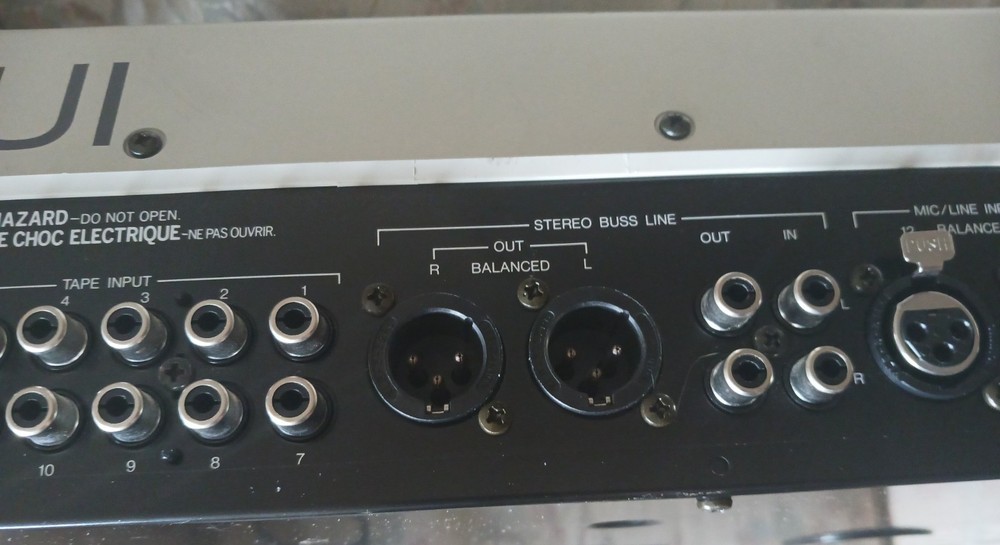 UI
HAZARD–DO NOT OPEN.
E CHOC ELECTRIQUE–NE PAS OUVRIR.
TAPE INPUT
4 3 2 1
10 9 8 7
STEREO BUSS LINE
OUT
R BALANCED L
OUT IN
L
R
MIC/LINE IN
12 BALANCE
PUSH